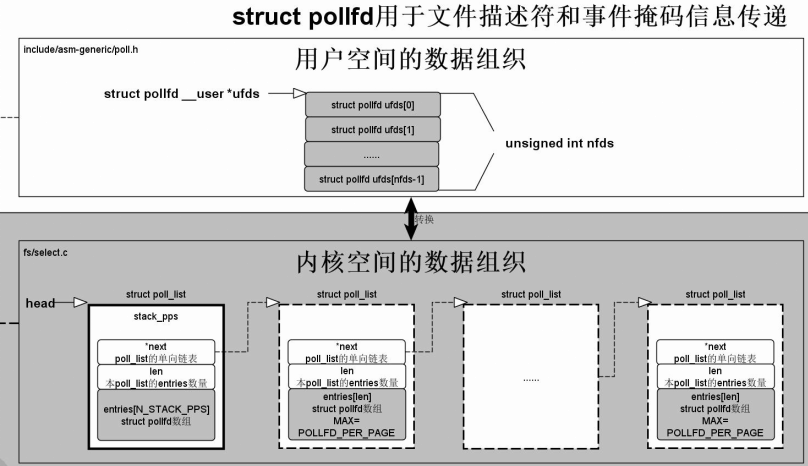 struct pollfd用于文件描述符和事件掩码信息传递
include/asm-generic/poll.h
用户空间的数据组织
struct pollfd __user *ufds
struct pollfd ufds[0]
struct pollfd ufds[1]
......
struct pollfd ufds[nfds-1]
unsigned int nfds
转换
fs/select.c
内核空间的数据组织
head
struct poll_list
stack_pps
*next
poll_list的单向链表
len
本poll_list的entries数量
entries[N_STACK_PPS]
struct pollfd数组
struct poll_list
*next
poll_list的单向链表
len
本poll_list的entries数量
entries[len]
struct pollfd数组
MAX=
POLLFD_PER_PAGE
struct poll_list
......
struct poll_list
*next
poll_list的单向链表
len
本poll_list的entries数量
entries[len]
struct pollfd数组
MAX=
POLLFD_PER_PAGE